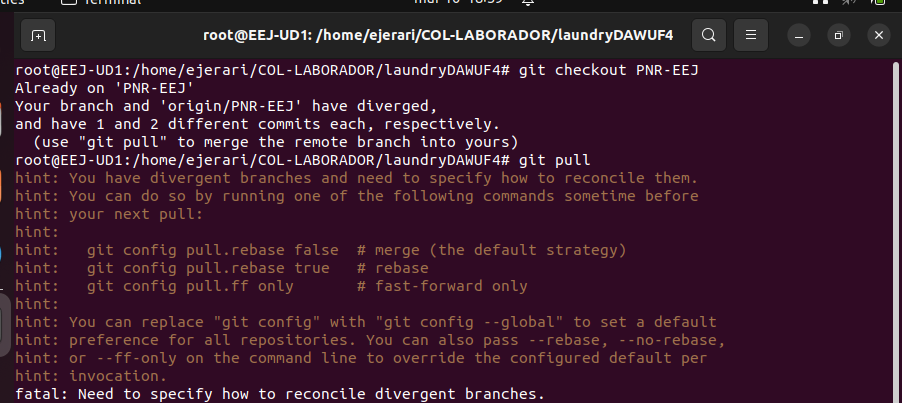 Terminal
root@EEJ-UD1: /home/ejerari/COL-LABORADOR/laundryDAWUF4
root@EEJ-UD1:/home/ejerari/COL-LABORADOR/laundryDAWUF4# git checkout PNR-EEJ
Already on 'PNR-EEJ'
Your branch and 'origin/PNR-EEJ' have diverged,
and have 1 and 2 different commits each, respectively.
  (use "git pull" to merge the remote branch into yours)
root@EEJ-UD1:/home/ejerari/COL-LABORADOR/laundryDAWUF4# git pull
hint: You have divergent branches and need to specify how to reconcile them.
hint: You can do so by running one of the following commands sometime before
hint: your next pull:
hint:
hint:   git config pull.rebase false  # merge (the default strategy)
hint:   git config pull.rebase true   # rebase
hint:   git config pull.ff only       # fast-forward only
hint:
hint: You can replace "git config" with "git config --global" to set a default
hint: preference for all repositories. You can also pass --rebase, --no-rebase,
hint: or --ff-only on the command line to override the configured default per
hint: invocation.
fatal: Need to specify how to reconcile divergent branches.